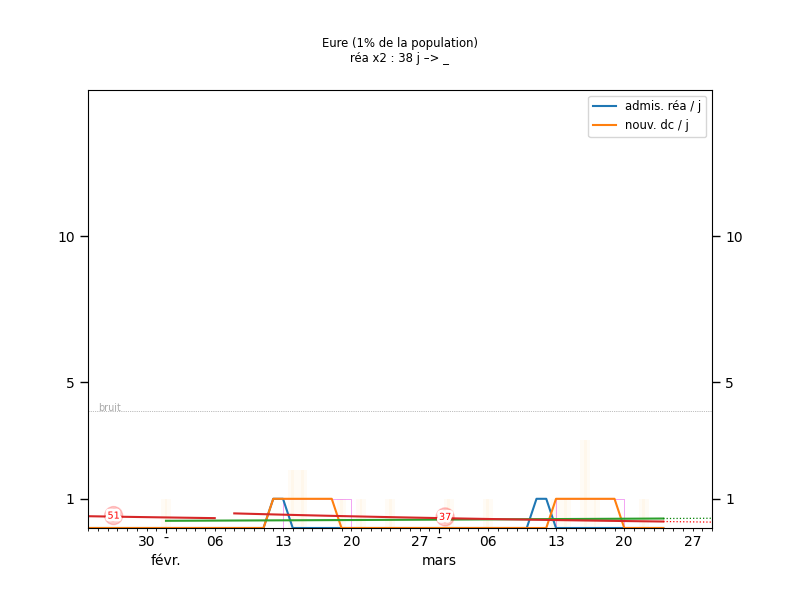 Eure (1% de la population)
réa x2 : 38 j –> _
admis. réa / j
nouv. dc / j
10 10
5 5
bruit
1 1
51 37
30 - 06 13 20 27 - 06 13 20 27
févr. mars